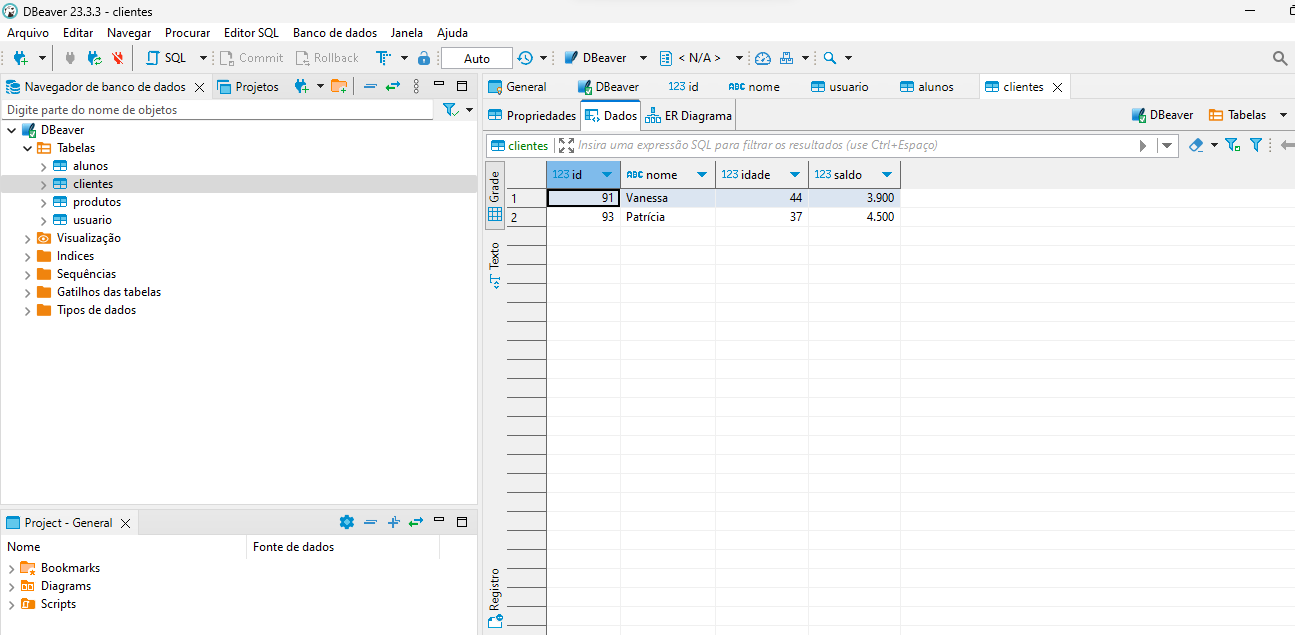 DBeaver 23.3.3 - clientes
Arquivo Editar Navegar Procurar Editor SQL Banco de dados Janela Ajuda
SQL Commit Rollback Auto DBeaver < N/A >
Navegador de banco de dados Projetos
Digite parte do nome de objetos
DBeaver
Tabelas
alunos
clientes
produtos
usuario
Visualização
Indices
Sequências
Gatilhos das tabelas
Tipos de dados
Project - General
Nome Fonte de dados
Bookmarks
Diagrams
Scripts
General DBeaver 123 id ABC nome usuario alunos clientes
Propriedades Dados ER Diagrama DBeaver Tabelas
clientes Insira uma expressão SQL para filtrar os resultados (use Ctrl+Espaço)
Grade
Texto
Registro
123 id ABC nome 123 idade 123 saldo
1 91 Vanessa 44 3.900
2 93 Patrícia 37 4.500